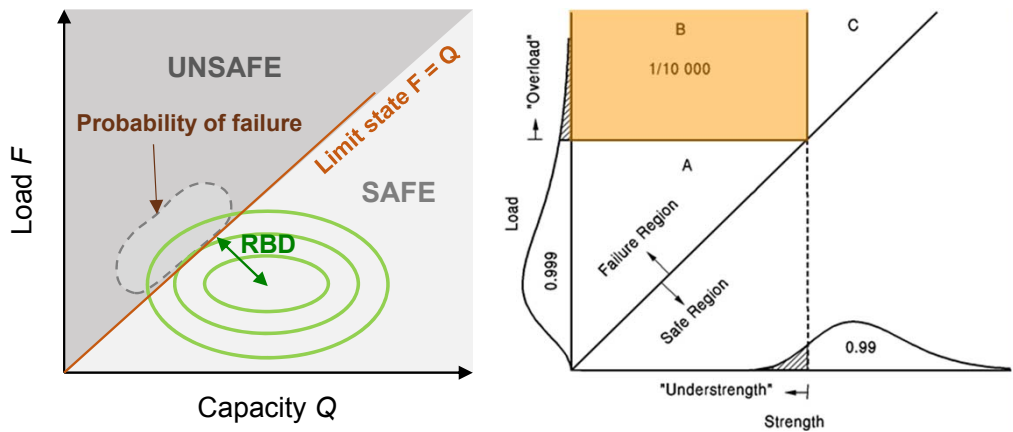 UNSAFE
Probability of failure
Limit state F = Q
SAFE
RBD
Load F
Capacity Q
"Overload"
B
1/10 000
C
A
Load
0.999
Failure Region
Safe Region
0.99
"Understrength"
Strength